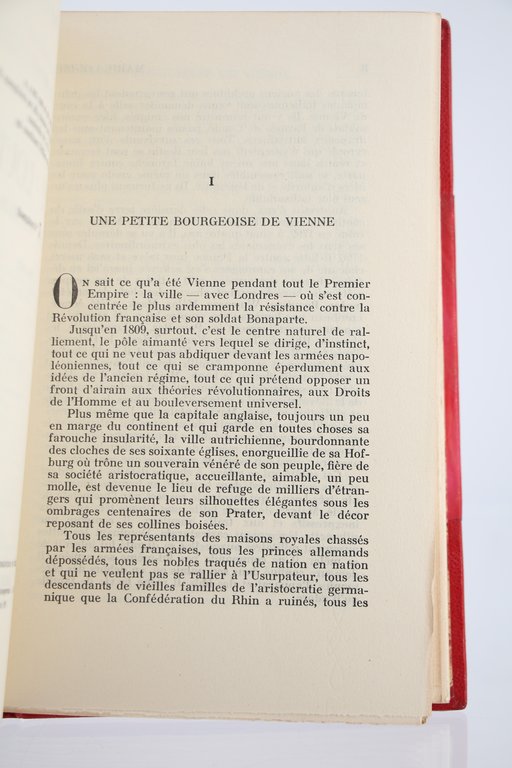 I
UNE PETITE BOURGEOISE DE VIENNE
ON sait ce qu'a été Vienne pendant tout le Premier
Empire : la ville — avec Londres — où s'est con-
centrée le plus ardemment la résistance contre la
Révolution française et son soldat Bonaparte.
Jusqu'en 1809, surtout. c'est le centre naturel de ral-
liement, le pôle aimanté vers lequel se dirige, d'instinct,
tout ce qui ne veut pas abdiquer devant les armées napo-
léoniennes, tout ce qui se cramponne éperdument aux
idées de l'ancien régime, tout ce qui prétend opposer un
front d'airain aux théories révolutionnaires, aux Droits
de l'Homme et au bouleversement universel.
Plus même que la capitale anglaise, toujours un peu
en marge du continent et qui garde en toutes choses sa
farouche insularité, la ville autrichienne, bourdonnante
des cloches de ses soixante églises, enorgueillie de sa Hof-
burg où trône un souverain vénéré de son peuple, fière de
sa société aristocratique, accueillante, aimable, un peu
molle, est devenue le lieu de refuge de milliers d'étran-
gers qui promènent leurs silhouettes élégantes sous les
ombrages centenaires de son Prater, devant le décor
reposant de ses collines boisées.
Tous les représentants des maisons royales chassés
par les armées françaises, tous les princes allemands
dépossédés, tous les nobles traqués de nation en nation
et qui ne veulent pas se rallier à l'Usurpateur, tous les
descendants de vieilles familles de l'aristocratie germa-
nique que la Confédération du Rhin a ruinés, tous les